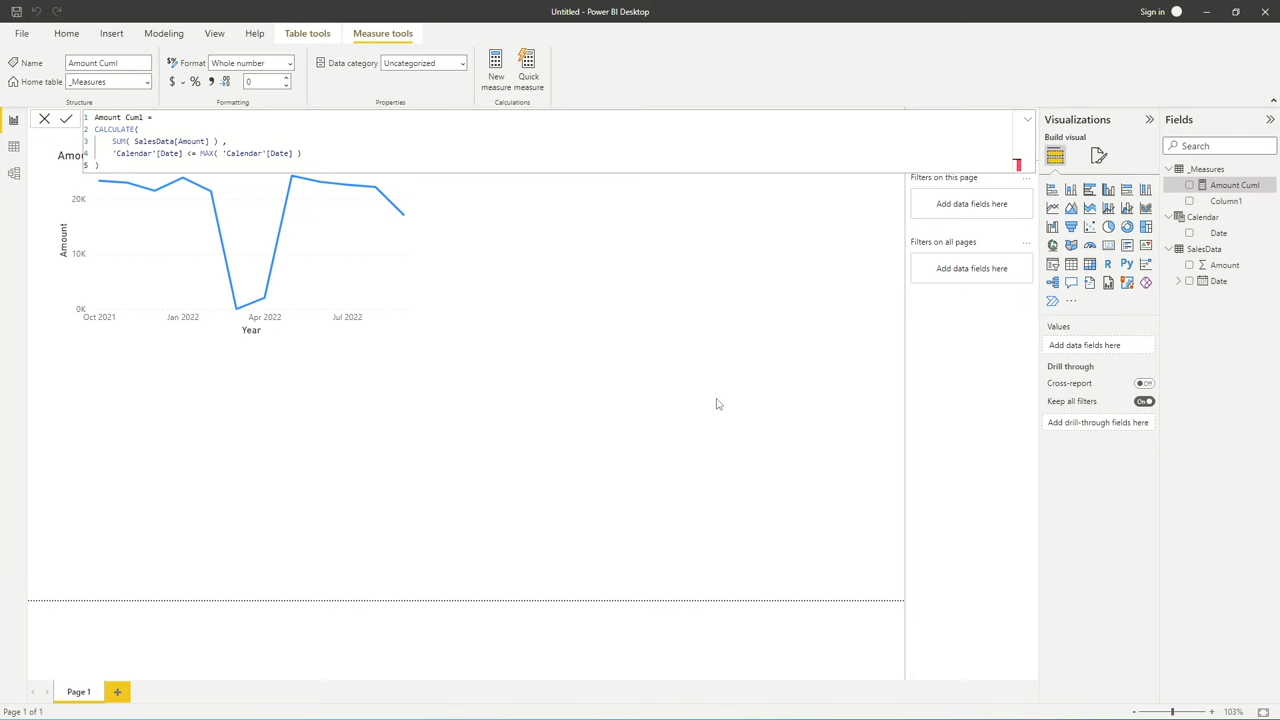 Untitled - Power BI Desktop
Sign in
File Home Insert Modeling View Help Table tools Measure tools
Name Amount Cuml
Home table _Measures
Structure
Format Whole number
$ % 0
Formatting
Data category Uncategorized
Properties
New measure
Quick measure
Calculations
1 Amount Cuml =
2 CALCULATE(
3 SUM( SalesData[Amount] ) ,
4 'Calendar'[Date] <= MAX( 'Calendar'[Date] )
5 )
20K
10K
0K
Amount
Oct 2021 Jan 2022 Apr 2022 Jul 2022
Year
Filters on this page ...
Add data fields here
Filters on all pages ...
Add data fields here
Visualizations
Build visual
R Py
...
Values
Add data fields here
Drill through
Cross-report Off
Keep all filters On
Add drill-through fields here
Fields
Search
_Measures
Amount Cuml
Column1
Calendar
Date
SalesData
Amount
Date
Page 1
Page 1 of 1
- + 103%